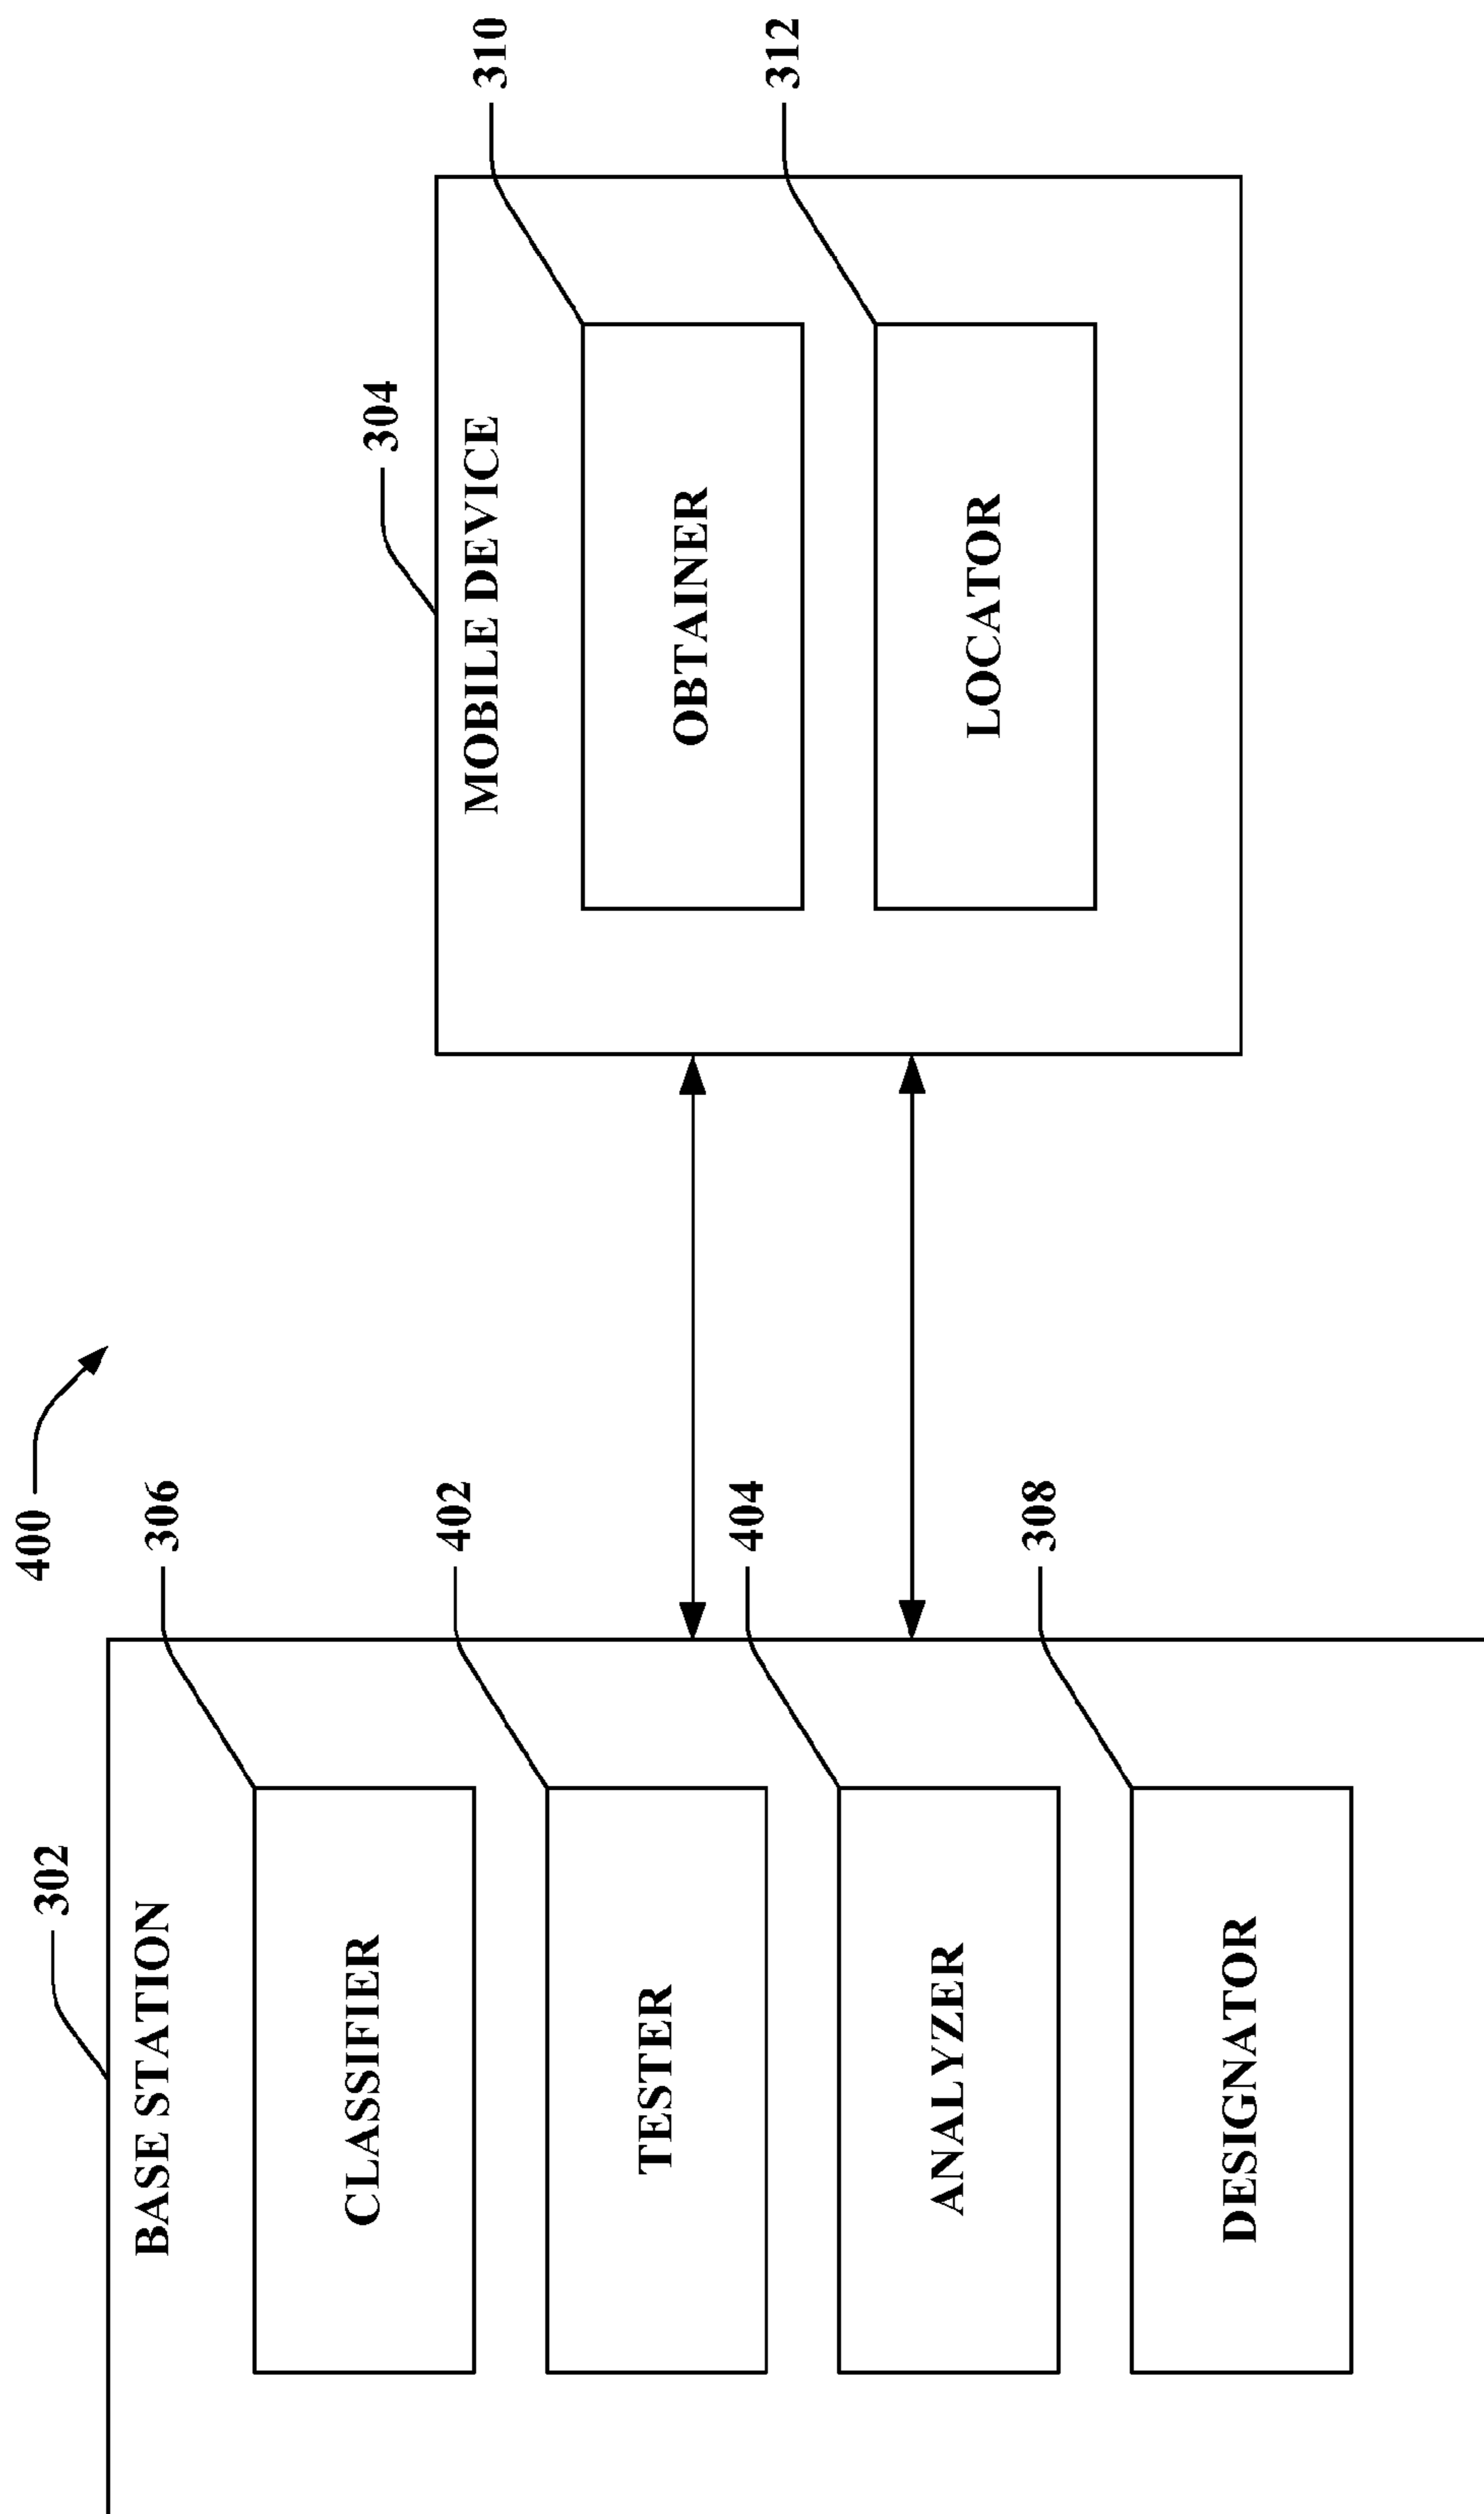 400
302
BASE STATION
306
CLASSIFIER
402
TESTER
404
ANALYZER
308
DESIGNATOR
304
MOBILE DEVICE
310
OBTAINER
312
LOCATOR